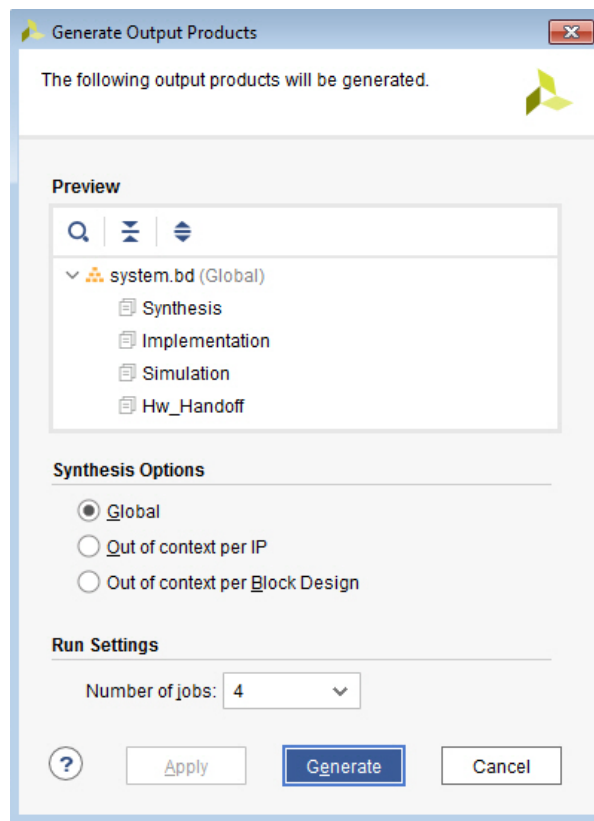 Generate Output Products
The following output products will be generated.
Preview
system.bd (Global)
Synthesis
Implementation
Simulation
Hw_Handoff
Synthesis Options
Global
Out of context per IP
Out of context per Block Design
Run Settings
Number of jobs: 4
? Apply Generate Cancel